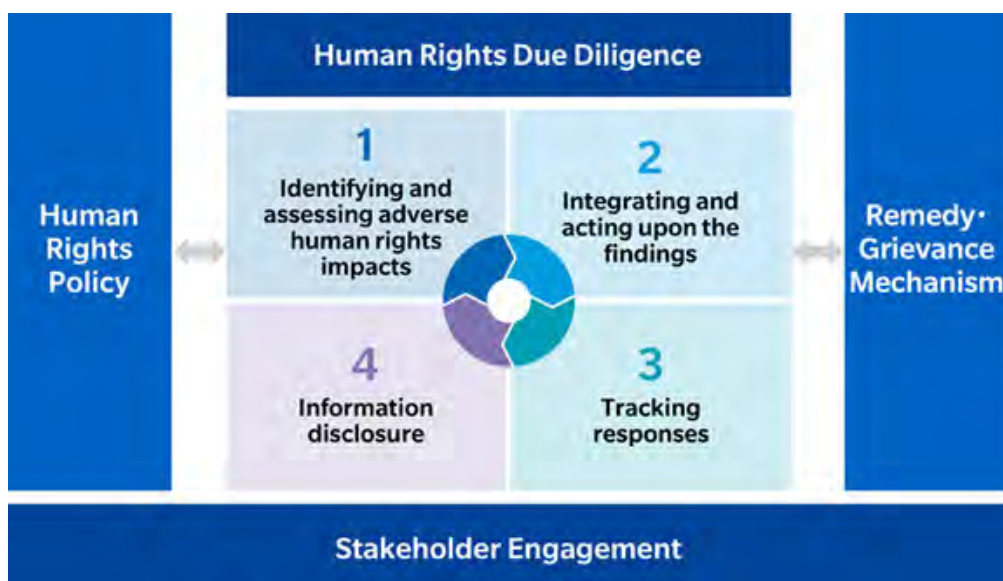 Human Rights Due Diligence
Human
Rights
Policy
1
Identifying and
assessing adverse
human rights
impacts
2
Integrating and
acting upon the
findings
4
Information
disclosure
3
Tracking
responses
Remedy・
Grievance
Mechanism
Stakeholder Engagement